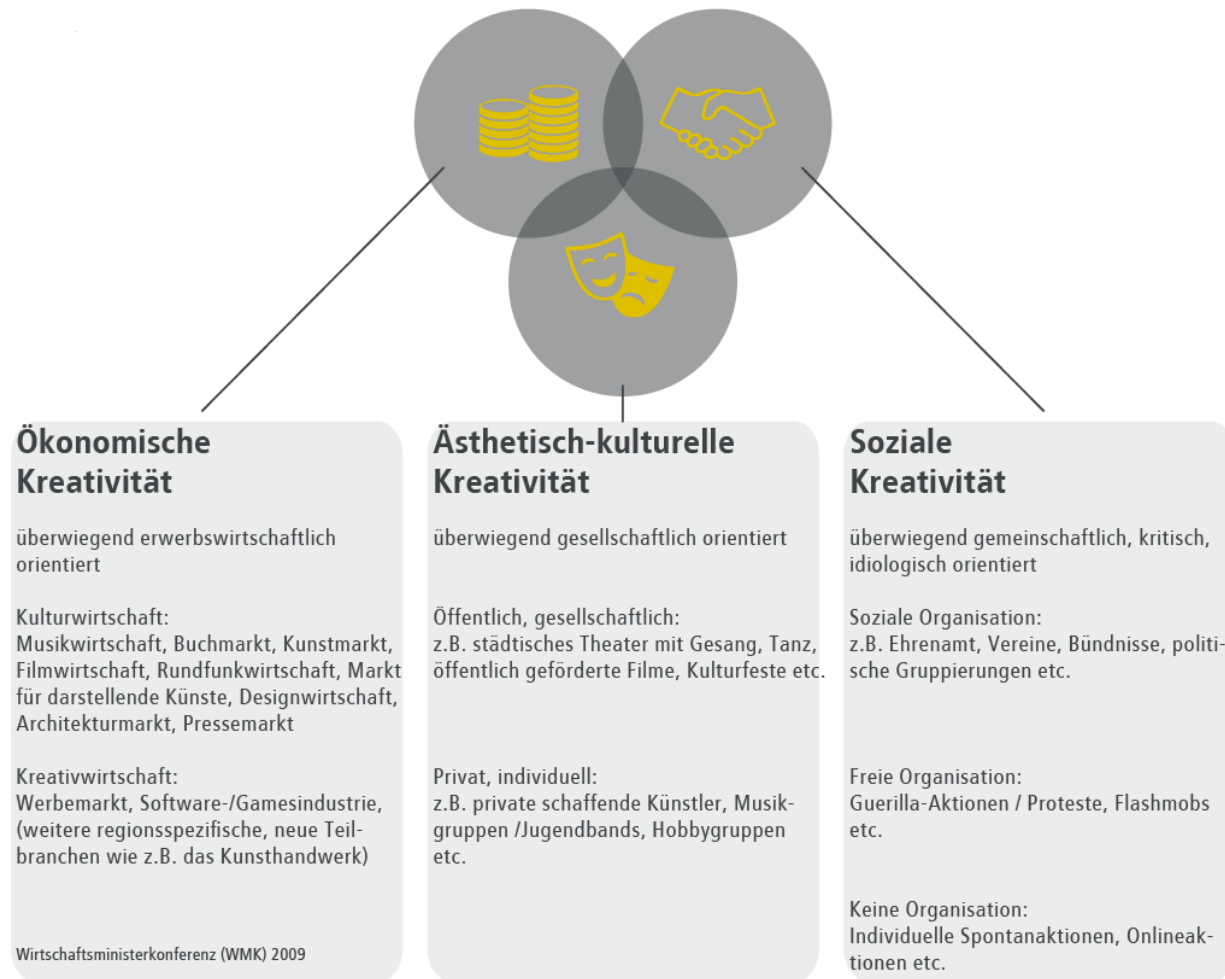 Ökonomische
Kreativität
überwiegend erwerbswirtschaftlich
orientiert
Kulturwirtschaft:
Musikwirtschaft, Buchmarkt, Kunstmarkt,
Filmwirtschaft, Rundfunkwirtschaft, Markt
für darstellende Künste, Designwirtschaft,
Architekturmarkt, Pressemarkt
Kreativwirtschaft:
Werbemarkt, Software-/Gamesindustrie,
(weitere regionsspezifische, neue Teil-
branchen wie z.B. das Kunsthandwerk)
Wirtschaftsministerkonferenz (WMK) 2009
Ästhetisch-kulturelle
Kreativität
überwiegend gesellschaftlich orientiert
Öffentlich, gesellschaftlich:
z.B. städtisches Theater mit Gesang, Tanz,
öffentlich geförderte Filme, Kulturfeste etc.
Privat, individuell:
z.B. private schaffende Künstler, Musik-
gruppen /Jugendbands, Hobbygruppen
etc.
Soziale
Kreativität
überwiegend gemeinschaftlich, kritisch,
idiologisch orientiert
Soziale Organisation:
z.B. Ehrenamt, Vereine, Bündnisse, politi-
sche Gruppierungen etc.
Freie Organisation:
Guerilla-Aktionen / Proteste, Flashmobs
etc.
Keine Organisation:
Individuelle Spontanaktionen, Onlineak-
tionen etc.